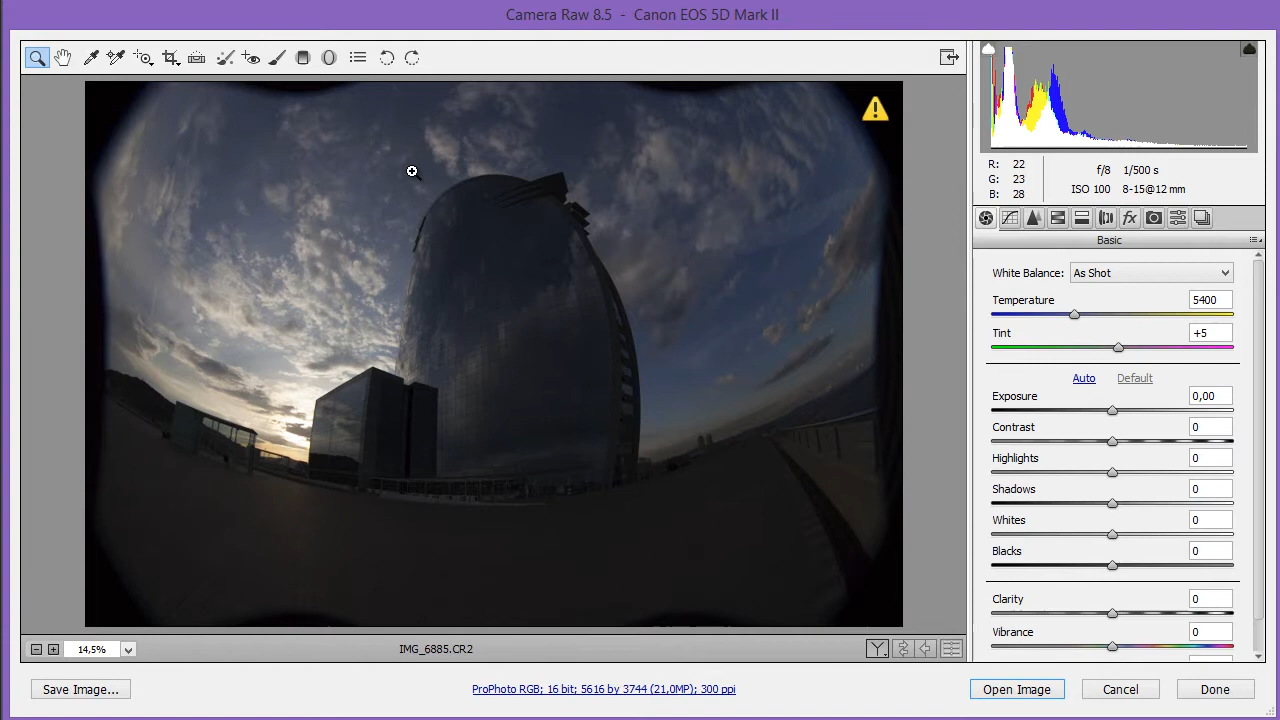 Camera Raw 8.5 - Canon EOS 5D Mark II
R: 22
G: 23
B: 28
f/8 1/500 s
ISO 100 8-15@12 mm
fx
Basic
White Balance: As Shot
Temperature 5400
Tint +5
Auto Default
Exposure 0,00
Contrast 0
Highlights 0
Shadows 0
Whites 0
Blacks 0
Clarity 0
Vibrance 0
14,5%
IMG_6885.CR2
Y
Save Image...
ProPhoto RGB; 16 bit; 5616 by 3744 (21,0MP); 300 ppi
Open Image
Cancel
Done